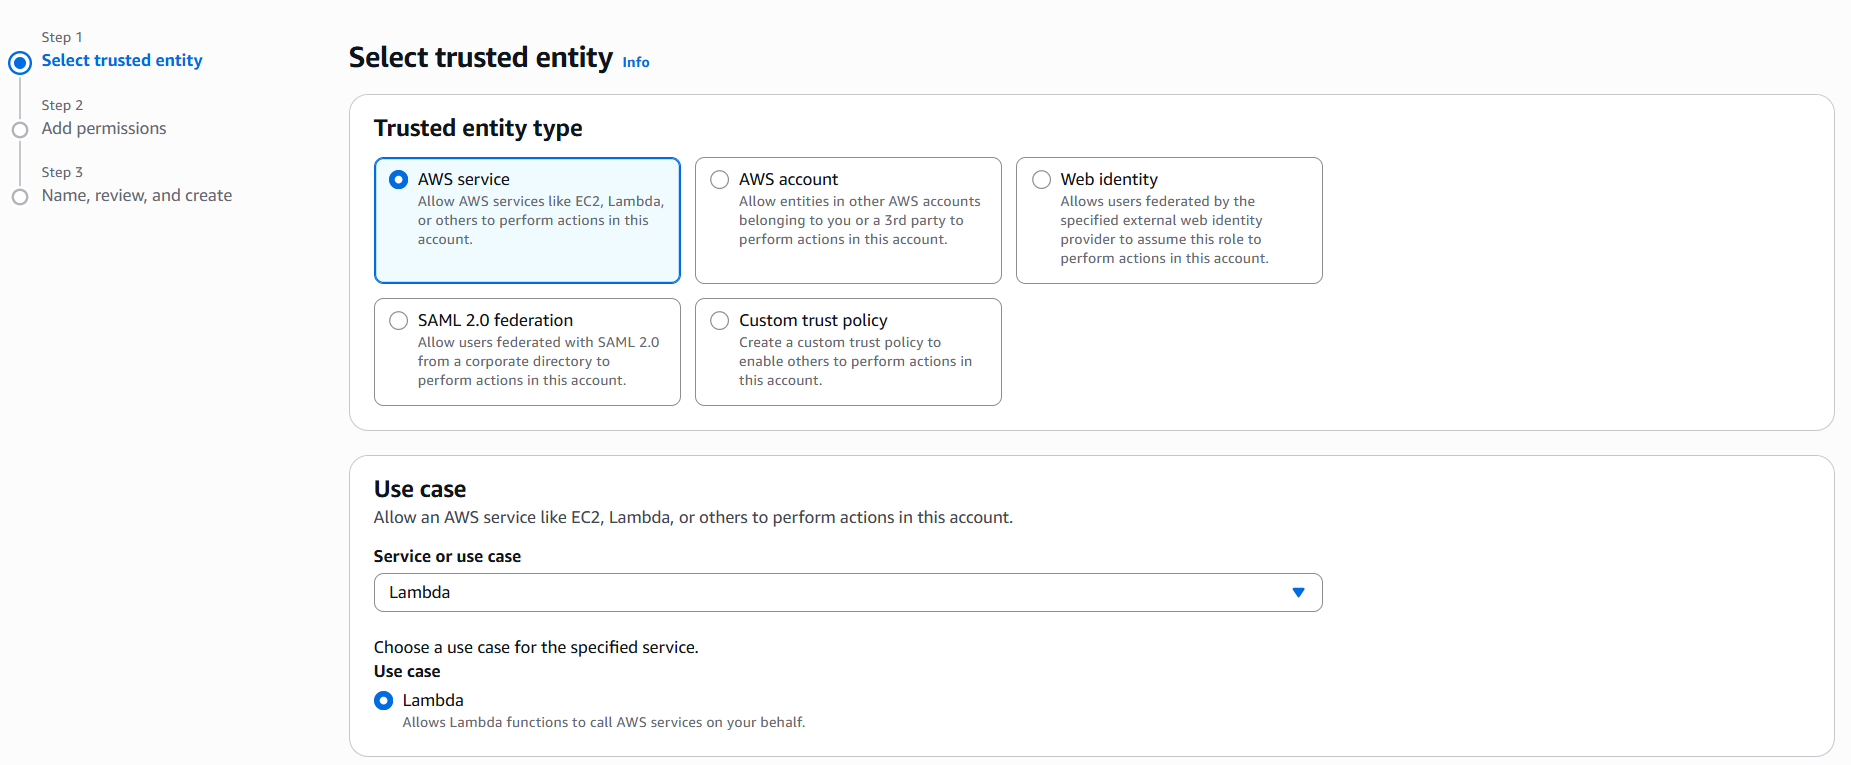 Step 1
Select trusted entity
Step 2
Add permissions
Step 3
Name, review, and create
Select trusted entity Info
Trusted entity type
AWS service
Allow AWS services like EC2, Lambda,
or others to perform actions in this
account.
AWS account
Allow entities in other AWS accounts
belonging to you or a 3rd party to
perform actions in this account.
Web identity
Allows users federated by the
specified external web identity
provider to assume this role to
perform actions in this account.
SAML 2.0 federation
Allow users federated with SAML 2.0
from a corporate directory to
perform actions in this account.
Custom trust policy
Create a custom trust policy to
enable others to perform actions in
this account.
Use case
Allow an AWS service like EC2, Lambda, or others to perform actions in this account.
Service or use case
Lambda
Choose a use case for the specified service.
Use case
Lambda
Allows Lambda functions to call AWS services on your behalf.